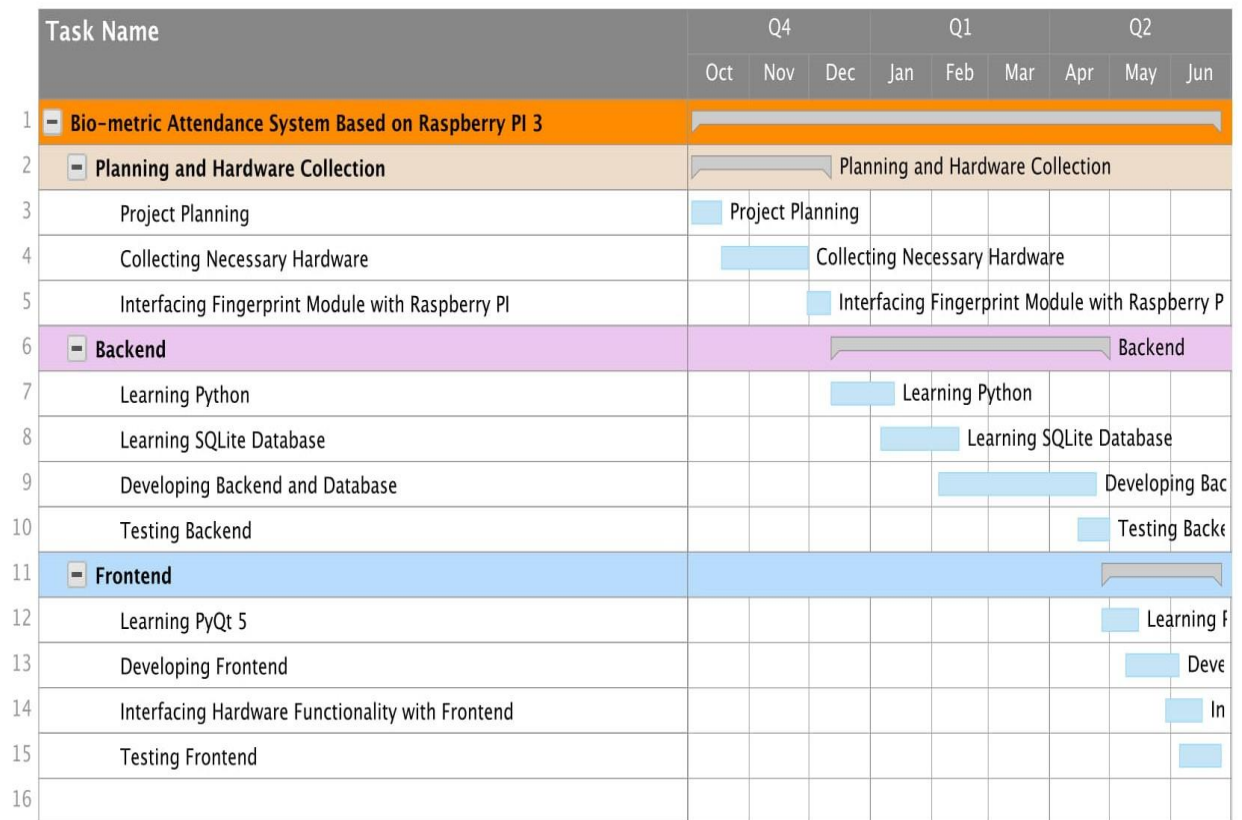 Task Name
Q4 Q1 Q2
Oct Nov Dec Jan Feb Mar Apr May Jun
1 Bio-metric Attendance System Based on Raspberry PI 3
2 Planning and Hardware Collection Planning and Hardware Collection
3 Project Planning Project Planning
4 Collecting Necessary Hardware Collecting Necessary Hardware
5 Interfacing Fingerprint Module with Raspberry PI Interfacing Fingerprint Module with Raspberry P
6 Backend Backend
7 Learning Python Learning Python
8 Learning SQLite Database Learning SQLite Database
9 Developing Backend and Database Developing Bac
10 Testing Backend Testing Backe
11 Frontend
12 Learning PyQt 5 Learning
13 Developing Frontend Deve
14 Interfacing Hardware Functionality with Frontend In
15 Testing Frontend
16